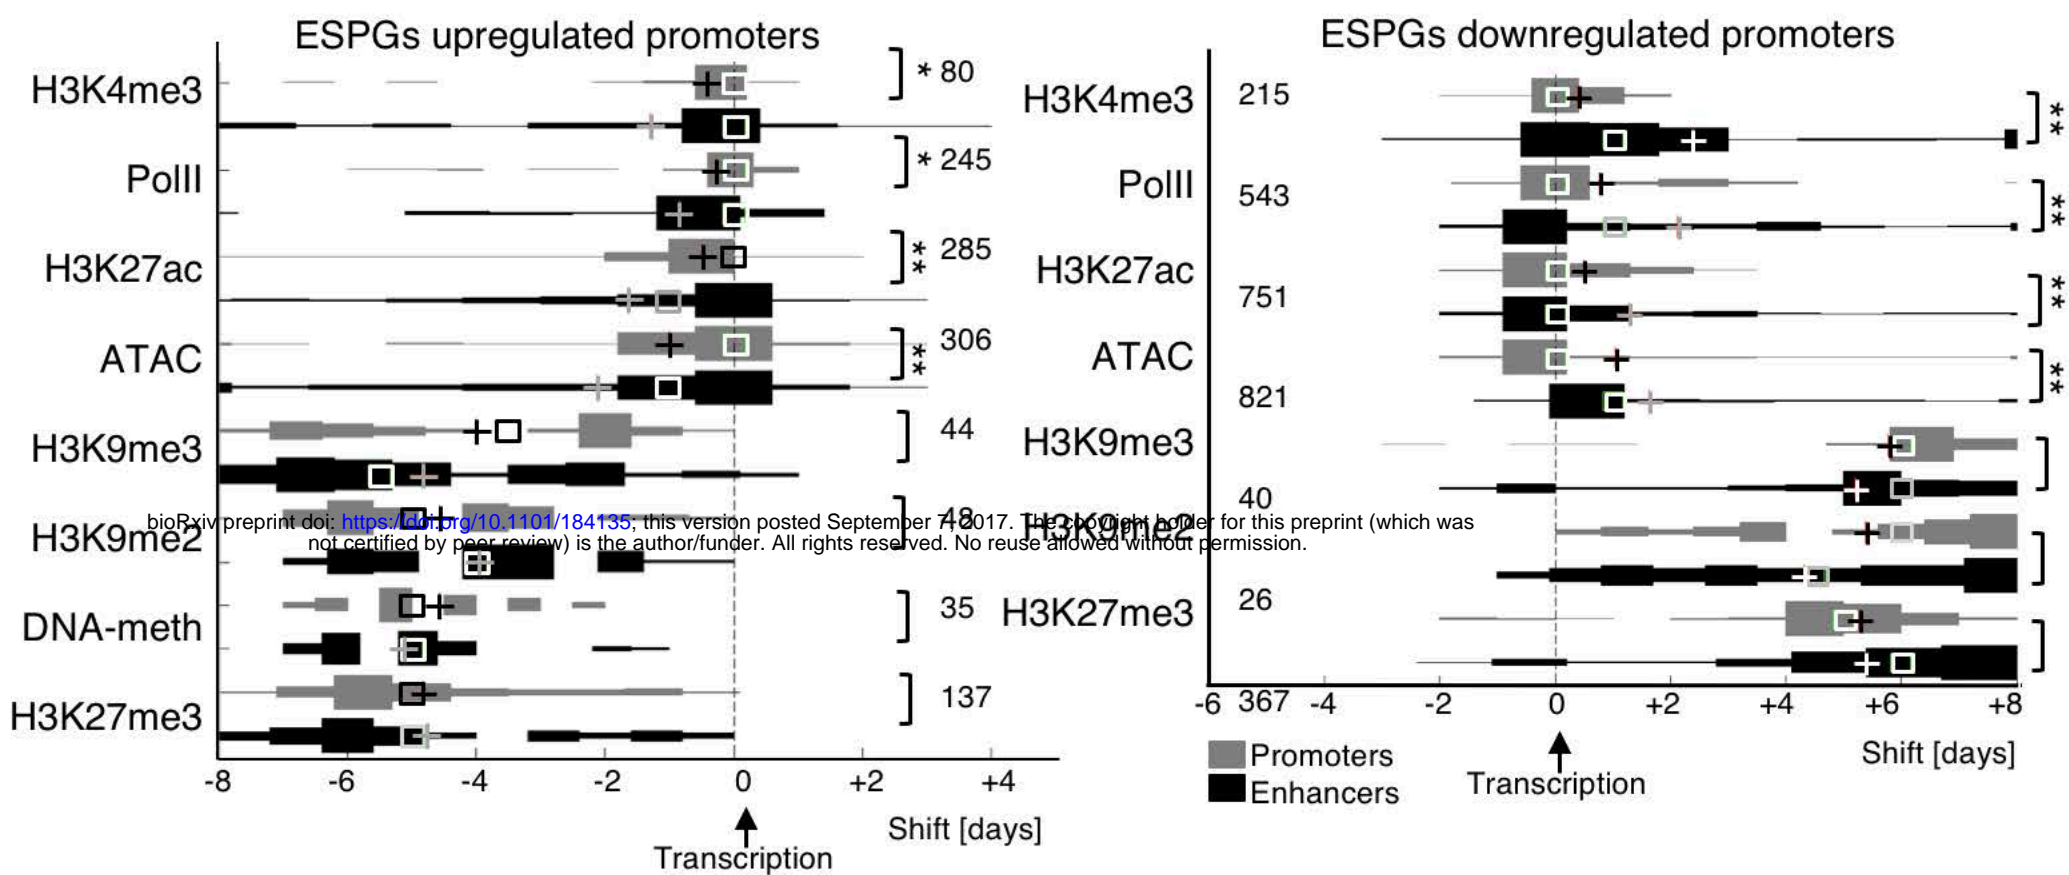 ESPGs upregulated promoters
H3K4me3
* 80
PolII
* 245
H3K27ac
** 285
ATAC
** 306
H3K9me3
44
H3K9me2
48
DNA-meth
35
H3K27me3
137
-8 -6 -4 -2 0 +2 +4
Shift [days]
Transcription
ESPGs downregulated promoters
H3K4me3 215 **
PolII 543 **
H3K27ac 751 **
ATAC 821 **
H3K9me3
40
H3K9me2
26
H3K27me3
367
-6 -4 -2 0 +2 +4 +6 +8
Promoters
Enhancers
Transcription
Shift [days]
bioRxiv preprint doi: https://doi.org/10.1101/184135; this version posted September 7, 2017. The copyright holder for this preprint (which was
not certified by peer review) is the author/funder. All rights reserved. No reuse allowed without permission.